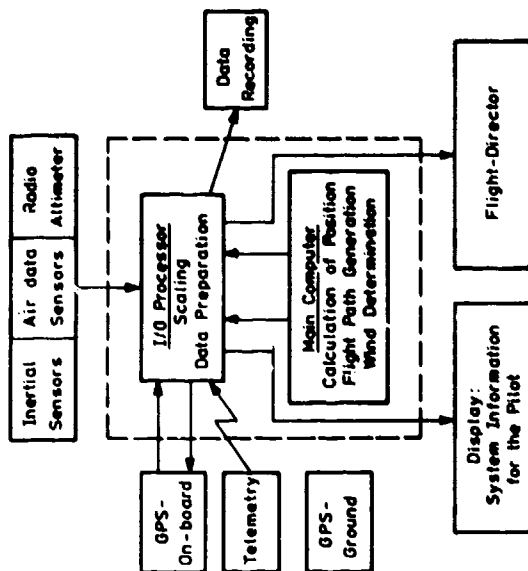 Inertial
Sensors
Air data
Sensors
Radio
Altimeter
GPS-
On-board
Telemetry
GPS-
Ground
I/O Processor
Scaling
Data Preparation
Main Computer
Calculation of Position
Flight Path Generation
Wind Determination
Data
Recording
Display:
System Information
for the Pilot
Flight-Director